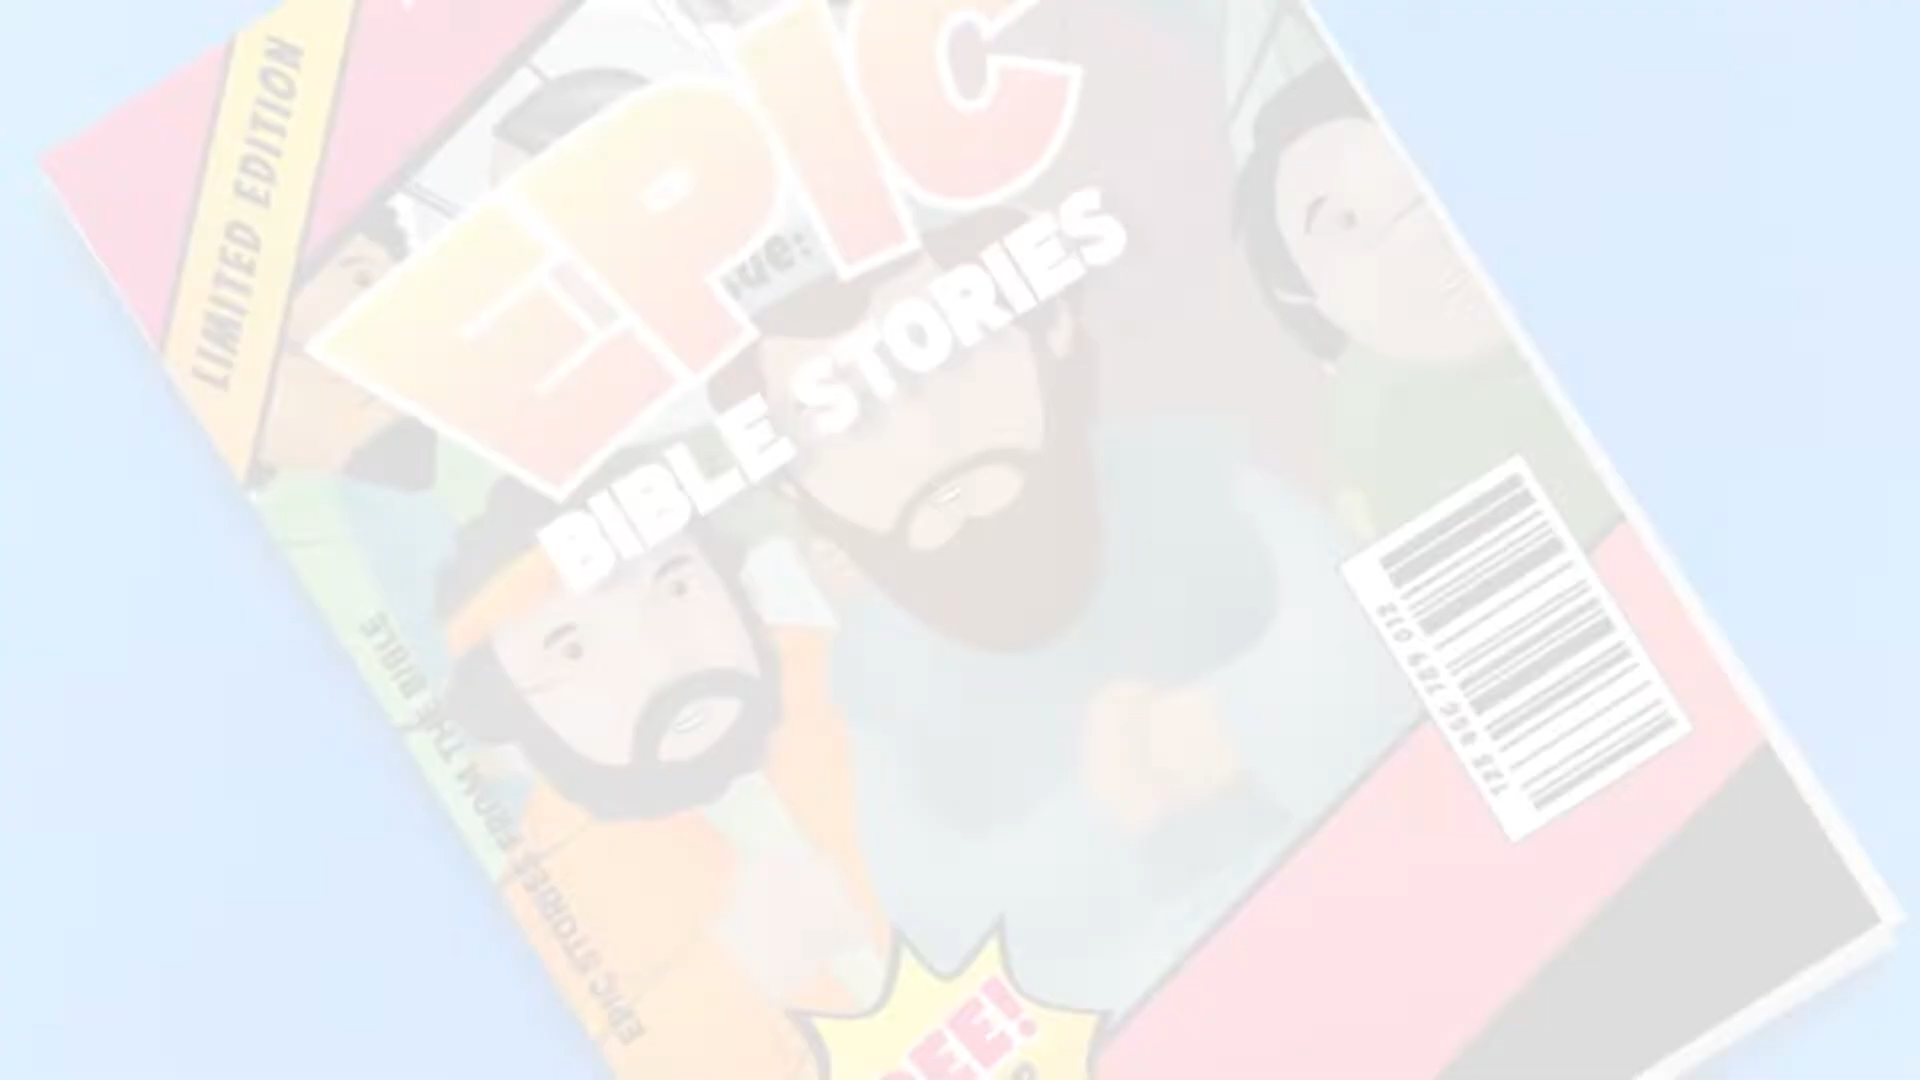 LIMITED EDITION
EPIC
BIBLE STORIES
EPIC STORIES FROM THE BIBLE